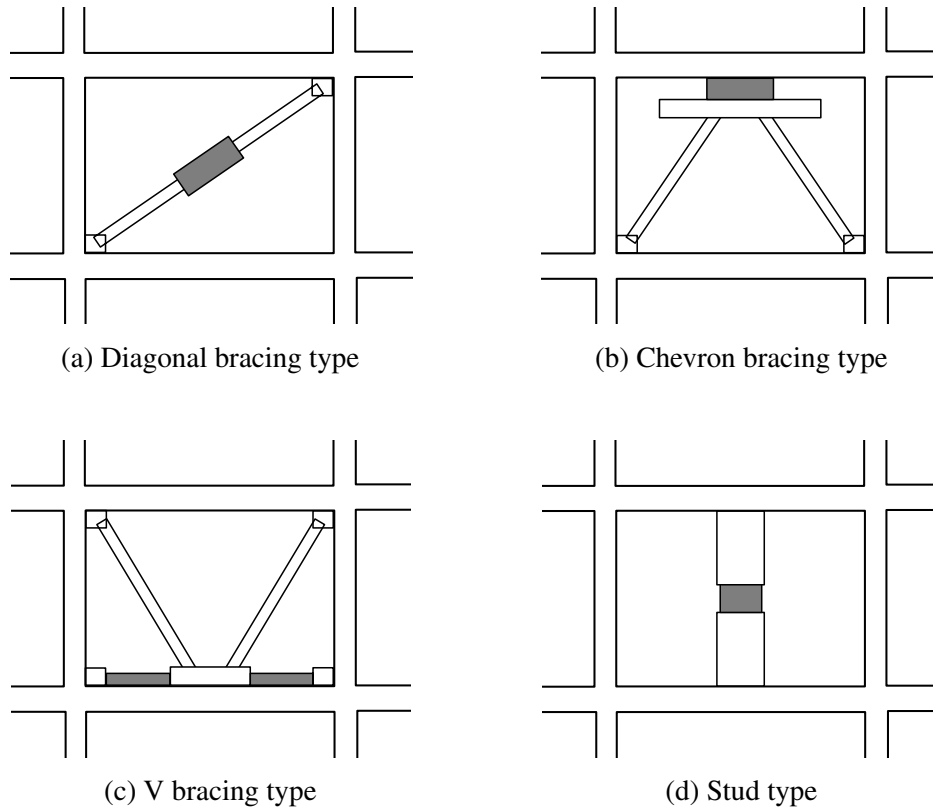 (a) Diagonal bracing type
(b) Chevron bracing type
(c) V bracing type
(d) Stud type